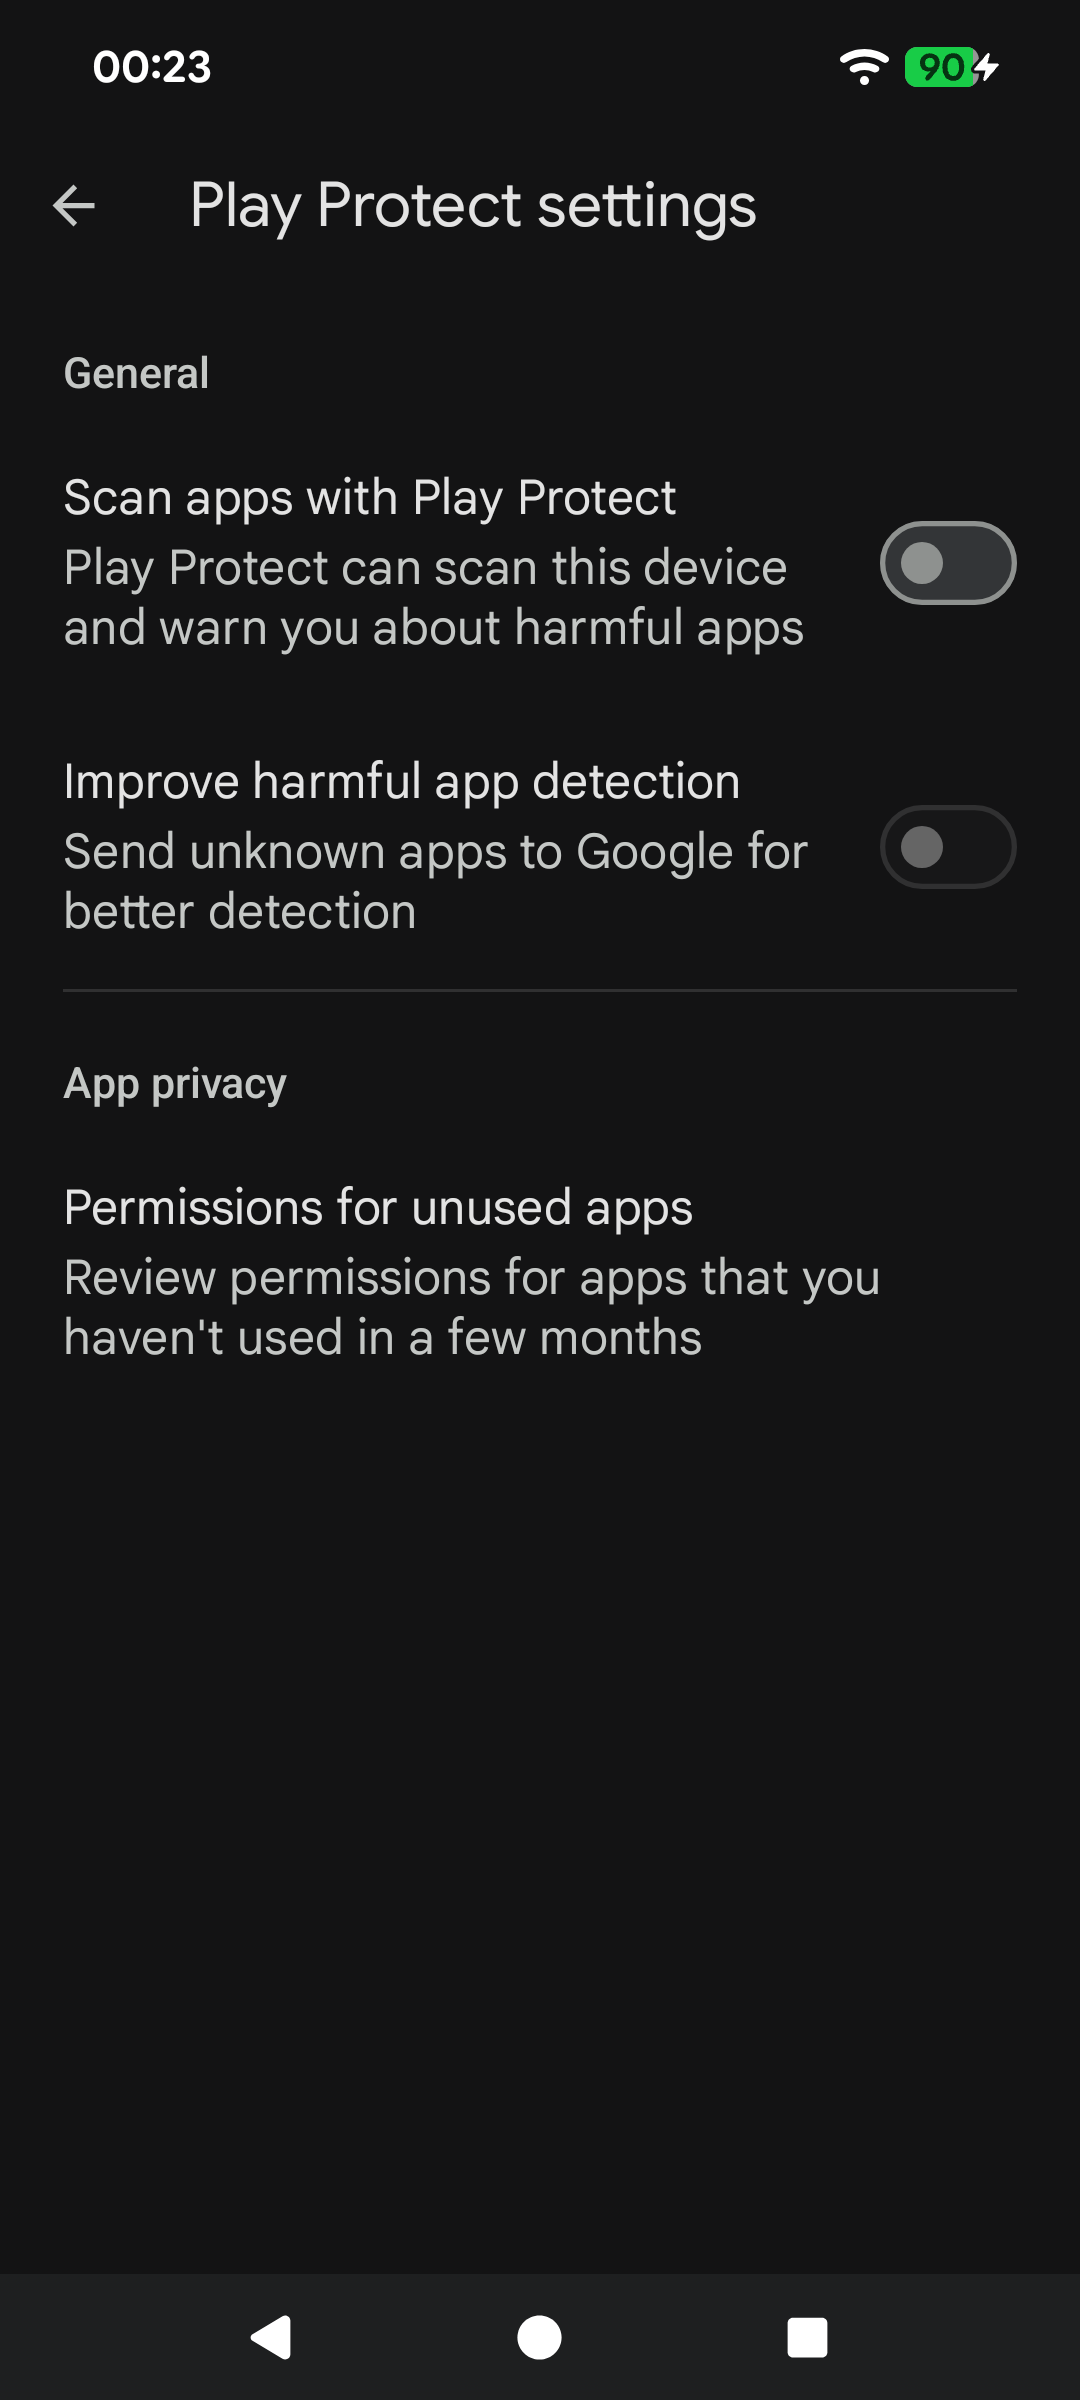 00:23
90
Play Protect settings
General
Scan apps with Play Protect
Play Protect can scan this device
and warn you about harmful apps
Improve harmful app detection
Send unknown apps to Google for
better detection
App privacy
Permissions for unused apps
Review permissions for apps that you
haven't used in a few months